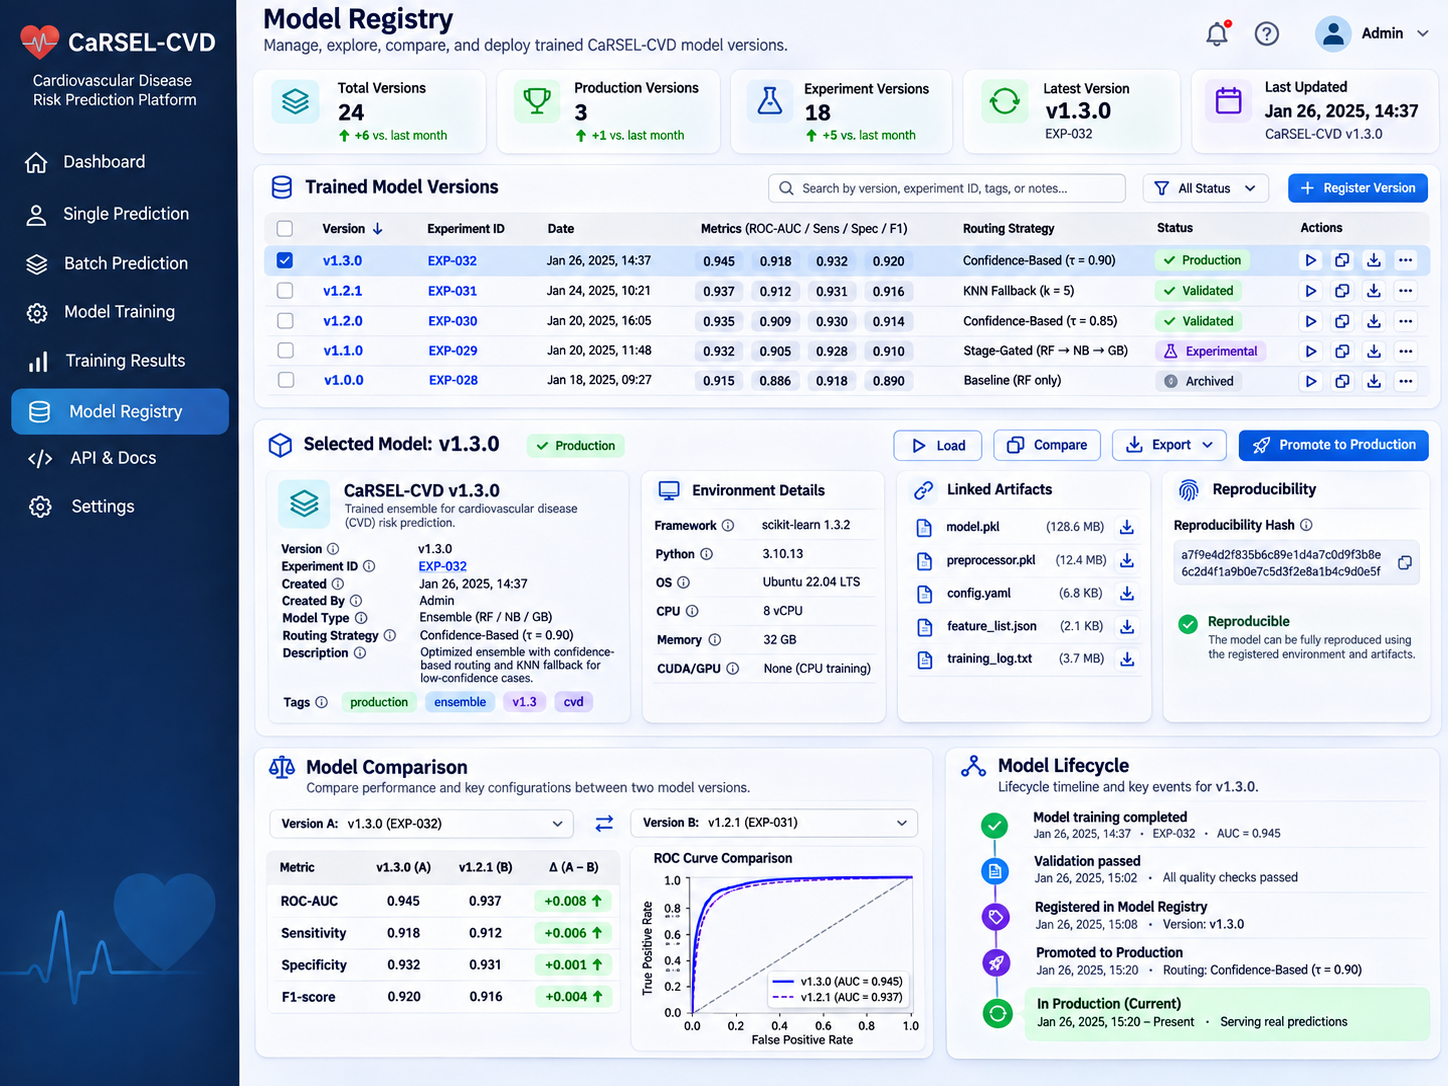 CaRSEL-CVD
Cardiovascular Disease
Risk Prediction Platform
Dashboard
Single Prediction
Batch Prediction
Model Training
Training Results
Model Registry
API & Docs
Settings
Model Registry
Manage, explore, compare, and deploy trained CaRSEL-CVD model versions.
Admin
Total Versions
24
+6 vs. last month
Production Versions
3
+1 vs. last month
Experiment Versions
18
+5 vs. last month
Latest Version
v1.3.0
EXP-032
Last Updated
Jan 26, 2025, 14:37
CaRSEL-CVD v1.3.0
Trained Model Versions
Search by version, experiment ID, tags, or notes...
All Status
+ Register Version
Version ↓ Experiment ID Date Metrics (ROC-AUC / Sens / Spec / F1) Routing Strategy Status Actions
v1.3.0 EXP-032 Jan 26, 2025, 14:37 0.945 0.918 0.932 0.920 Confidence-Based (τ = 0.90) Production
v1.2.1 EXP-031 Jan 24, 2025, 10:21 0.937 0.912 0.931 0.916 KNN Fallback (k = 5) Validated
v1.2.0 EXP-030 Jan 20, 2025, 16:05 0.935 0.909 0.930 0.914 Confidence-Based (τ = 0.85) Validated
v1.1.0 EXP-029 Jan 20, 2025, 11:48 0.932 0.905 0.928 0.910 Stage-Gated (RF → NB → GB) Experimental
v1.0.0 EXP-028 Jan 18, 2025, 09:27 0.915 0.886 0.918 0.890 Baseline (RF only) Archived
Selected Model: v1.3.0
Production
Load
Compare
Export
Promote to Production
CaRSEL-CVD v1.3.0
Trained ensemble for cardiovascular disease
(CVD) risk prediction.
Version v1.3.0
Experiment ID EXP-032
Created Jan 26, 2025, 14:37
Created By Admin
Model Type Ensemble (RF / NB / GB)
Routing Strategy Confidence-Based (τ = 0.90)
Description Optimized ensemble with confidence-
based routing and KNN fallback for
low-confidence cases.
Tags production ensemble v1.3 cvd
Environment Details
Framework scikit-learn 1.3.2
Python 3.10.13
OS Ubuntu 22.04 LTS
CPU 8 vCPU
Memory 32 GB
CUDA/GPU None (CPU training)
Linked Artifacts
model.pkl (128.6 MB)
preprocessor.pkl (12.4 MB)
config.yaml (6.8 KB)
feature_list.json (2.1 KB)
training_log.txt (3.7 MB)
Reproducibility
Reproducibility Hash
a7f9e4d2f835b6c89e1d4a7c0d9f3b8e
6c2d4f1a9b0e7c5d3f2e8a1b4c9d0e5f
Reproducible
The model can be fully reproduced using
the registered environment and artifacts.
Model Comparison
Compare performance and key configurations between two model versions.
Version A: v1.3.0 (EXP-032)
Version B: v1.2.1 (EXP-031)
Metric v1.3.0 (A) v1.2.1 (B) Δ (A – B)
ROC-AUC 0.945 0.937 +0.008 ↑
Sensitivity 0.918 0.912 +0.006 ↑
Specificity 0.932 0.931 +0.001 ↑
F1-score 0.920 0.916 +0.004 ↑
ROC Curve Comparison
True Positive Rate
1.0
0.8
0.6
0.4
0.2
0.0
v1.3.0 (AUC = 0.945)
v1.2.1 (AUC = 0.937)
0.0 0.2 0.4 0.6 0.8 1.0
False Positive Rate
Model Lifecycle
Lifecycle timeline and key events for v1.3.0.
Model training completed
Jan 26, 2025, 14:37 • EXP-032 • AUC = 0.945
Validation passed
Jan 26, 2025, 15:02 • All quality checks passed
Registered in Model Registry
Jan 26, 2025, 15:08 • Version: v1.3.0
Promoted to Production
Jan 26, 2025, 15:20 • Routing: Confidence-Based (τ = 0.90)
In Production (Current)
Jan 26, 2025, 15:20 – Present • Serving real predictions